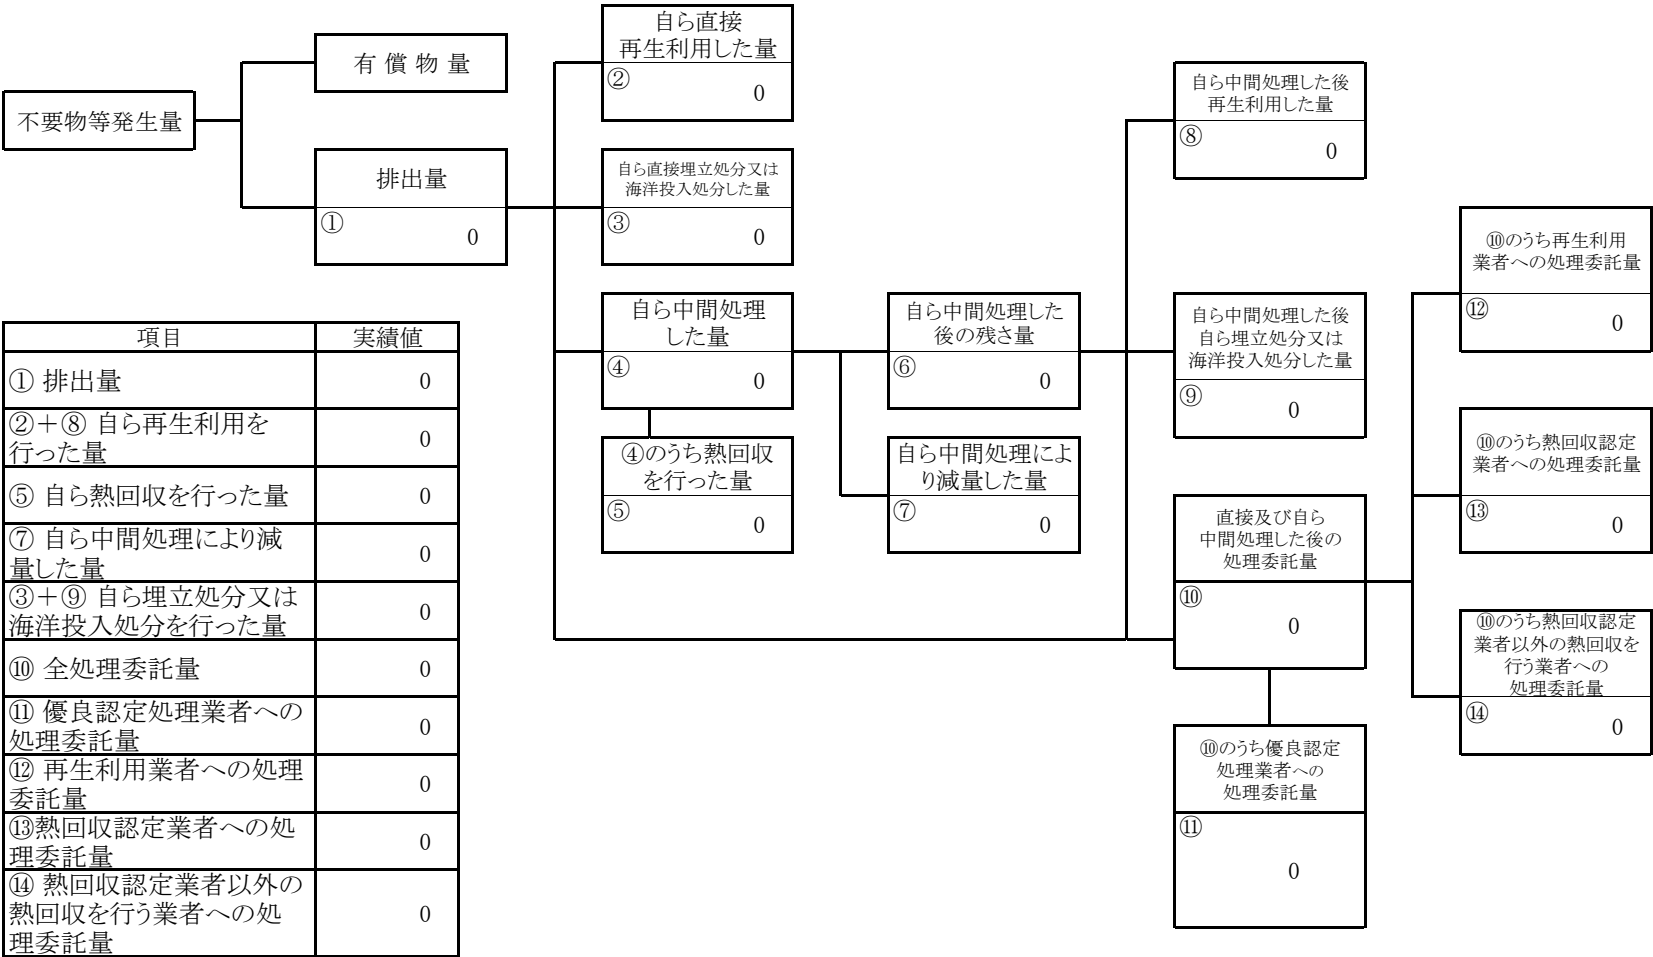 不要物等発生量
有 償 物 量
排出量
①
0
自ら直接
再生利用した量
②
0
自ら直接埋立処分又は
海洋投入処分した量
③
0
自ら中間処理
した量
④
0
④のうち熱回収
を行った量
⑤
0
自ら中間処理した
後の残さ量
⑥
0
自ら中間処理によ
り減量した量
⑦
0
自ら中間処理した後
再生利用した量
⑧
0
自ら中間処理した後
自ら埋立処分又は
海洋投入処分した量
⑨
0
直接及び自ら
中間処理した後の
処理委託量
⑩
0
⑩のうち優良認定
処理業者への
処理委託量
⑪
0
⑩のうち再生利用
業者への処理委託量
⑫
0
⑩のうち熱回収認定
業者への処理委託量
⑬
0
⑩のうち熱回収認定
業者以外の熱回収を
行う業者への
処理委託量
⑭
0
項目 実績値
① 排出量 0
②＋⑧ 自ら再生利用を
行った量 0
⑤ 自ら熱回収を行った量 0
⑦ 自ら中間処理により減
量した量 0
③＋⑨ 自ら埋立処分又は
海洋投入処分を行った量 0
⑩ 全処理委託量 0
⑪ 優良認定処理業者への
処理委託量 0
⑫ 再生利用業者への処理
委託量 0
⑬熱回収認定業者への処
理委託量 0
⑭ 熱回収認定業者以外の
熱回収を行う業者への処
理委託量 0